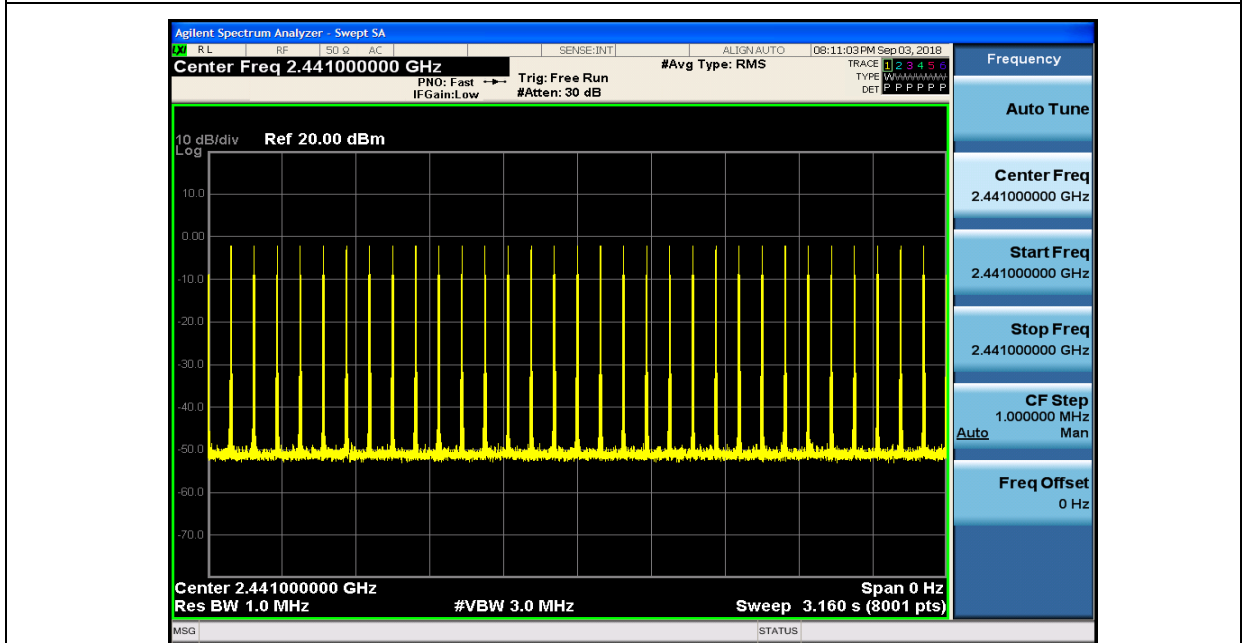 Agilent Spectrum Analyzer - Swept SA
LXI RL RF 50 Ω AC SENSE:INT ALIGN AUTO 08:11:03 PM Sep 03, 2018
Center Freq 2.441000000 GHz
PNO: Fast
IFGain:Low
Trig: Free Run
#Atten: 30 dB
#Avg Type: RMS
TRACE 1 2 3 4 5 6
TYPE
DET P P P P P P
10 dB/div Ref 20.00 dBm
Log
10.0
0.00
-10.0
-20.0
-30.0
-40.0
-50.0
-60.0
-70.0
Center 2.441000000 GHz Span 0 Hz
Res BW 1.0 MHz #VBW 3.0 MHz Sweep 3.160 s (8001 pts)
MSG STATUS
Frequency
Auto Tune
Center Freq
2.441000000 GHz
Start Freq
2.441000000 GHz
Stop Freq
2.441000000 GHz
CF Step
1.000000 MHz
Auto Man
Freq Offset
0 Hz